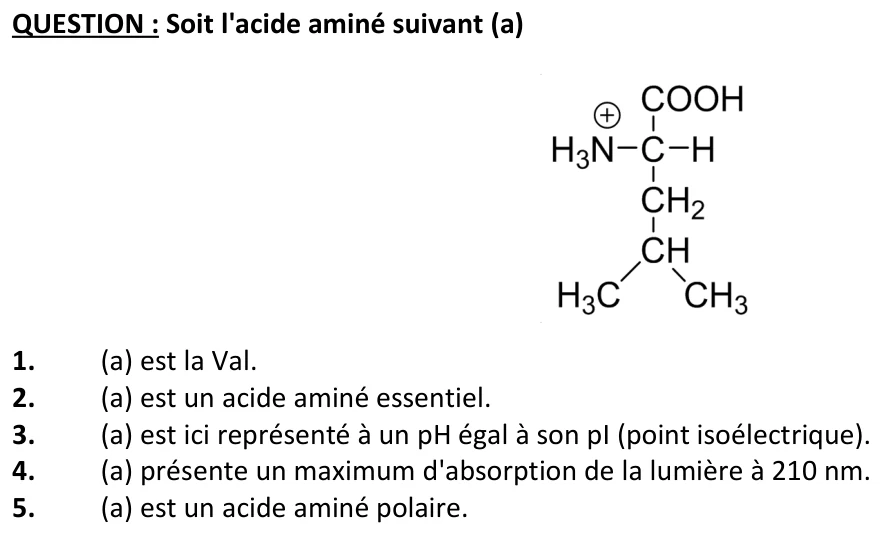 QUESTION : Soit l'acide aminé suivant (a)
COOH
⊕
H₃N−C−H
CH₂
CH
H₃C CH₃
1. (a) est la Val.
2. (a) est un acide aminé essentiel.
3. (a) est ici représenté à un pH égal à son pI (point isoélectrique).
4. (a) présente un maximum d'absorption de la lumière à 210 nm.
5. (a) est un acide aminé polaire.